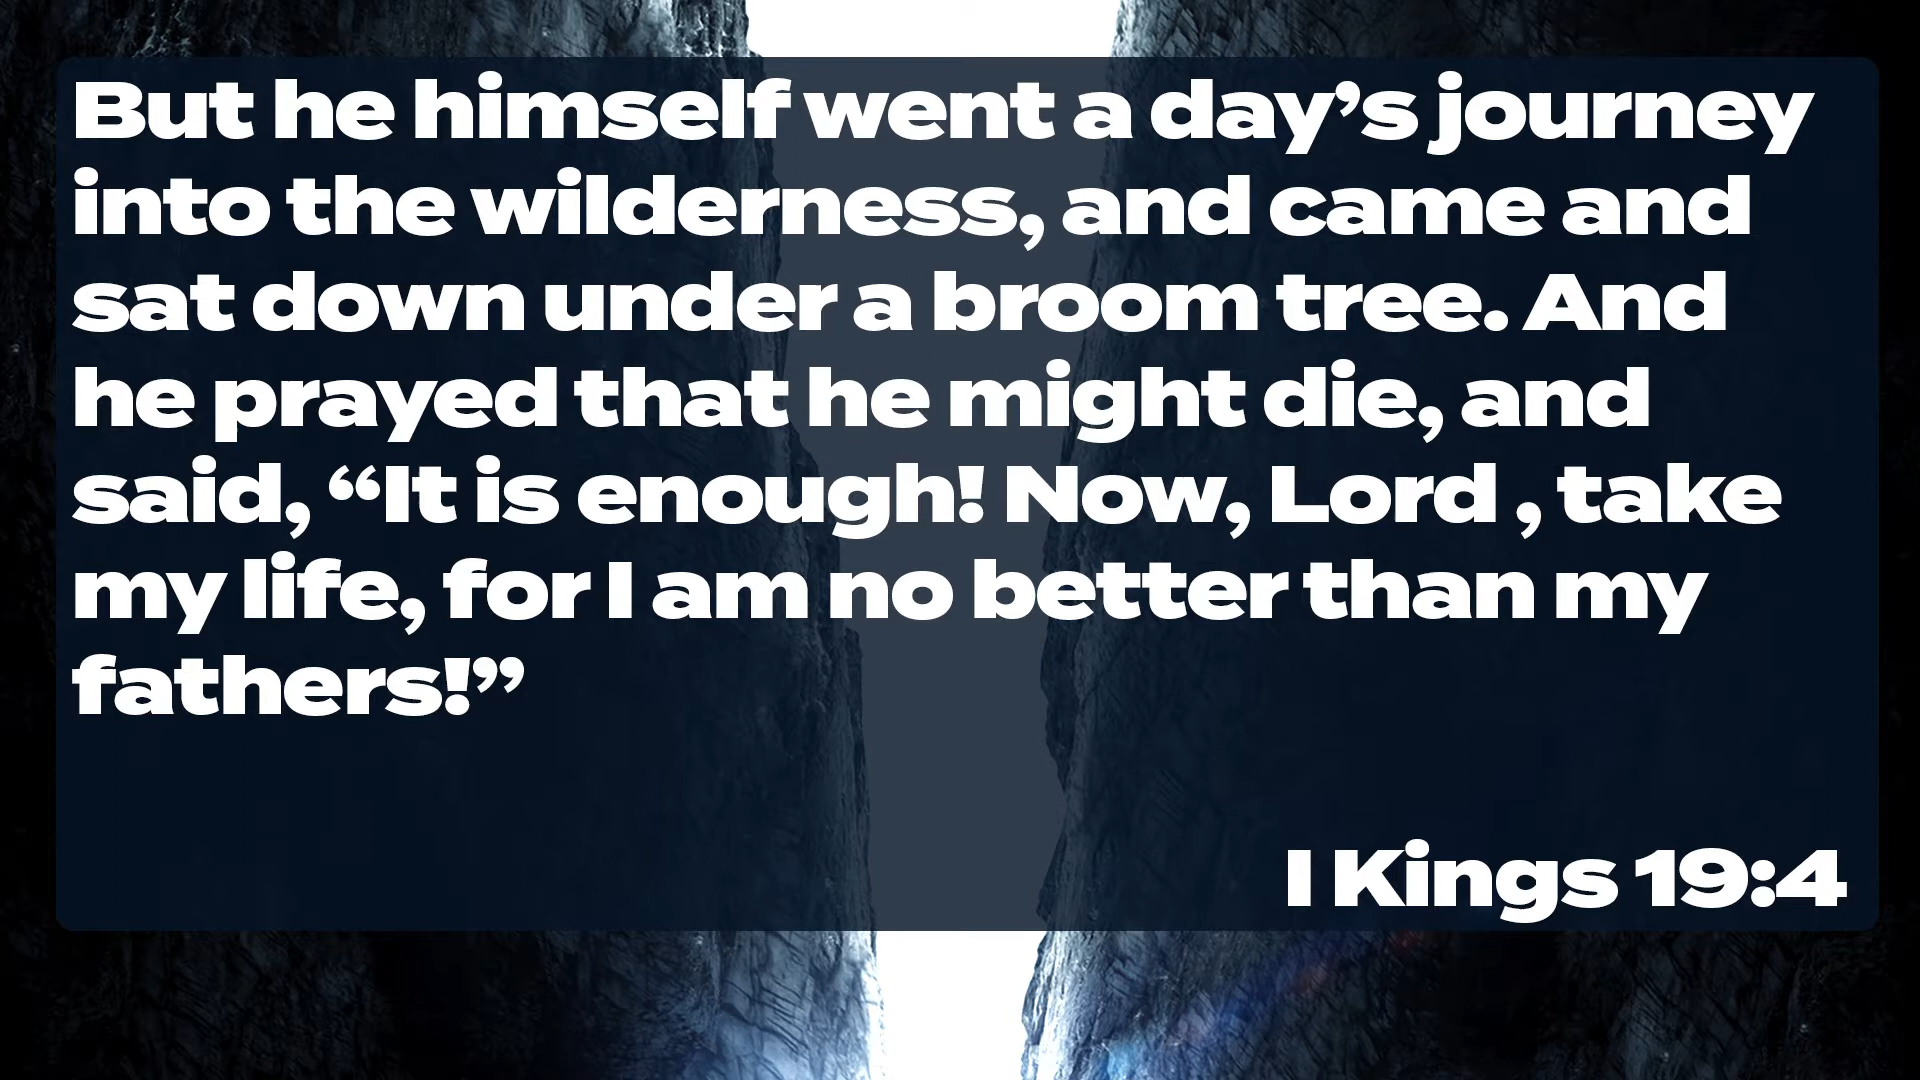 But he himself went a day’s journey
into the wilderness, and came and
sat down under a broom tree. And
he prayed that he might die, and
said, “It is enough! Now, Lord , take
my life, for I am no better than my
fathers!”
I Kings 19:4